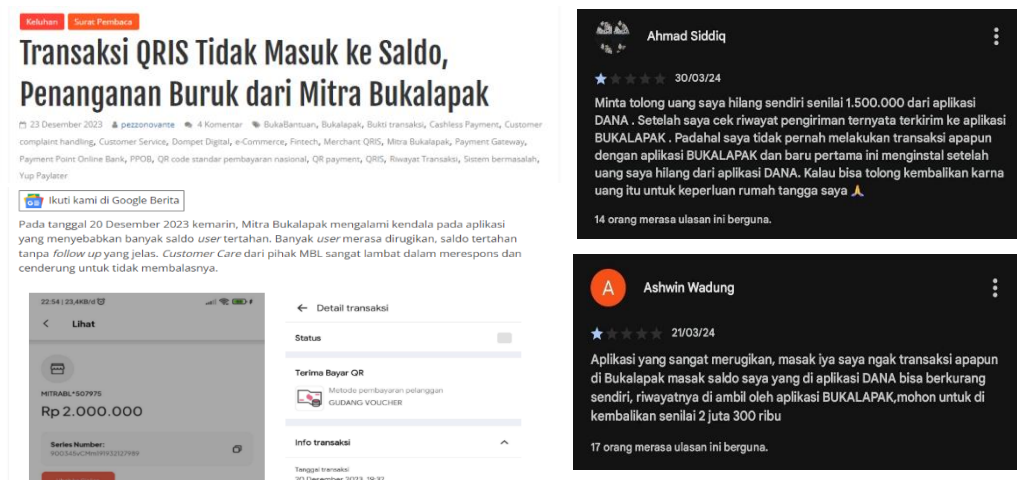 Keluhan Surat Pembaca
Transaksi QRIS Tidak Masuk ke Saldo,
Penanganan Buruk dari Mitra Bukalapak
23 Desember 2023 pezzonovante 4 Komentar BukaBantuan, Bukalapak, Bukti transaksi, Cashless Payment, Customer
complaint handling, Customer Service, Dompet Digital, e-Commerce, Fintech, Merchant QRIS, Mitra Bukalapak, Payment Gateway,
Payment Point Online Bank, PPOB, QR code standar pembayaran nasional, QR payment, QRIS, Riwayat Transaksi, Sistem bermasalah,
Yup Paylater
Ikuti kami di Google Berita
Pada tanggal 20 Desember 2023 kemarin, Mitra Bukalapak mengalami kendala pada aplikasi
yang menyebabkan banyak saldo user tertahan. Banyak user merasa dirugikan, saldo tertahan
tanpa follow up yang jelas. Customer Care dari pihak MBL sangat lambat dalam merespons dan
cenderung untuk tidak membalasnya.
22:54 | 23,4KB/d
Lihat
MITRABL*507975
Rp 2.000.000
Series Number:
Detail transaksi
Status
Terima Bayar QR
Metode pembayaran pelanggan
GUDANG VOUCHER
Info transaksi
Tanggal transaksi
20 Desember 2023, 19:32
Ahmad Siddiq
30/03/24
Minta tolong uang saya hilang sendiri senilai 1.500.000 dari aplikasi
DANA . Setelah saya cek riwayat pengiriman ternyata terkirim ke aplikasi
BUKALAPAK . Padahal saya tidak pernah melakukan transaksi apapun
dengan aplikasi BUKALAPAK dan baru pertama ini menginstal setelah
uang saya hilang dari aplikasi DANA. Kalau bisa tolong kembalikan karna
uang itu untuk keperluan rumah tangga saya 🙏
14 orang merasa ulasan ini berguna.
A
Ashwin Wadung
21/03/24
Aplikasi yang sangat merugikan, masak iya saya ngak transaksi apapun
di Bukalapak masak saldo saya yang di aplikasi DANA bisa berkurang
sendiri, riwayatnya di ambil oleh aplikasi BUKALAPAK,mohon untuk di
kembalikan senilai 2 juta 300 ribu
17 orang merasa ulasan ini berguna.